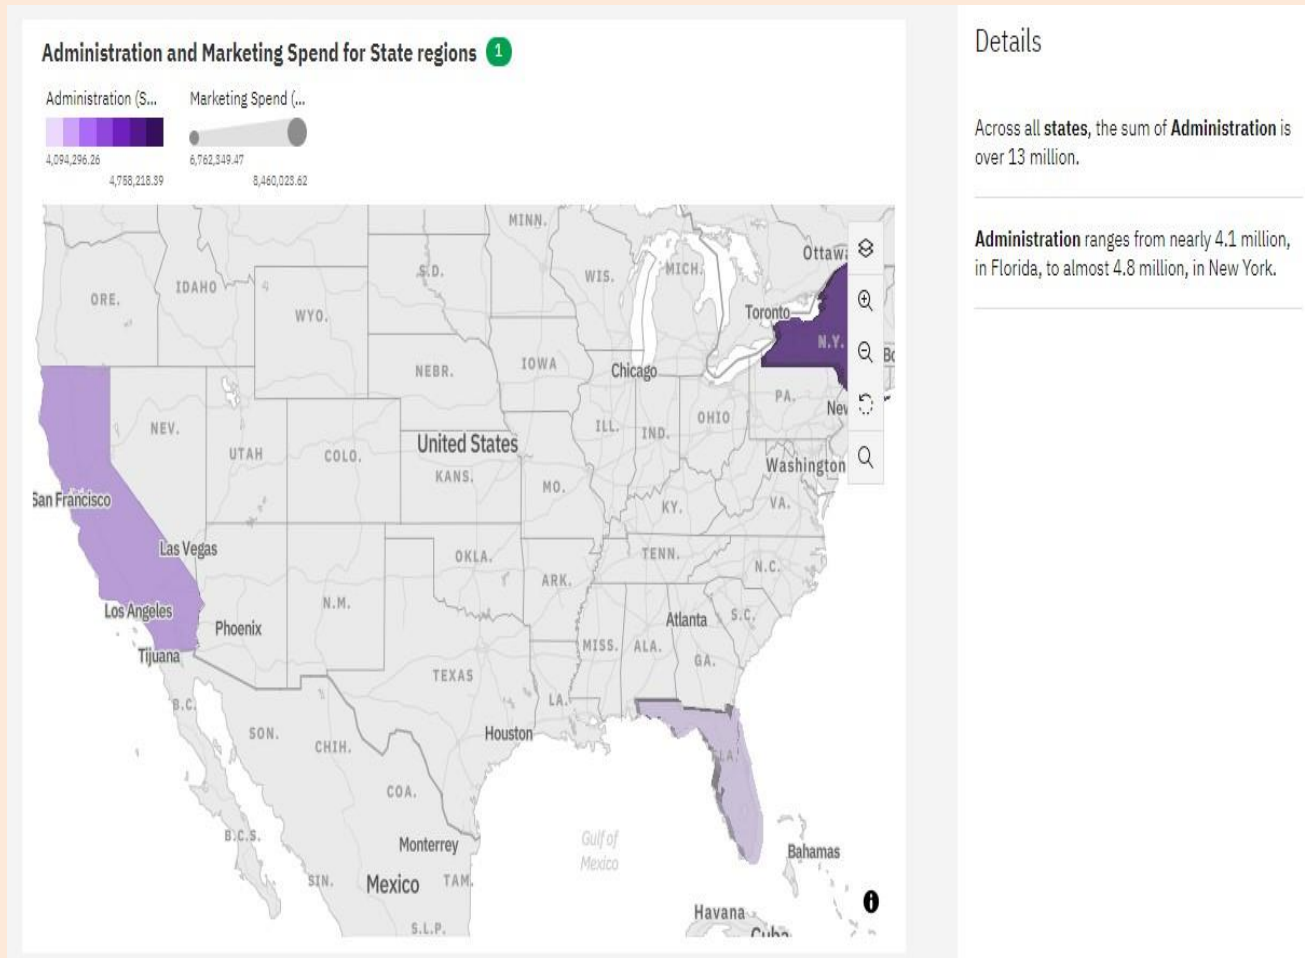 Administration and Marketing Spend for State regions 1
Administration (S... Marketing Spend (...
4,094,296.26
4,758,218.39
6,762,349.47
8,460,023.62
MINN.
Ottawa
ORE.
IDAHO
S.D.
WIS.
MICH.
WYO.
Toronto
N.Y.
IOWA
NEBR.
Chicago
PA.
NEV.
United States
ILL.
IND.
OHIO
UTAH
COLO.
Washington
KANS.
MO.
San Francisco
KY.
VA.
Las Vegas
OKLA.
TENN.
N.C.
ARK.
N.M.
Los Angeles
Phoenix
Atlanta
S.C.
Tijuana
MISS.
ALA.
GA.
TEXAS
B.C.
LA.
SON.
CHIH.
Houston
COA.
B.C.S.
Monterrey
Gulf of
Mexico
Bahamas
SIN.
Mexico
TAM.
Havana
S.L.P.
Cuba
Details
Across all states, the sum of Administration is
over 13 million.
Administration ranges from nearly 4.1 million,
in Florida, to almost 4.8 million, in New York.